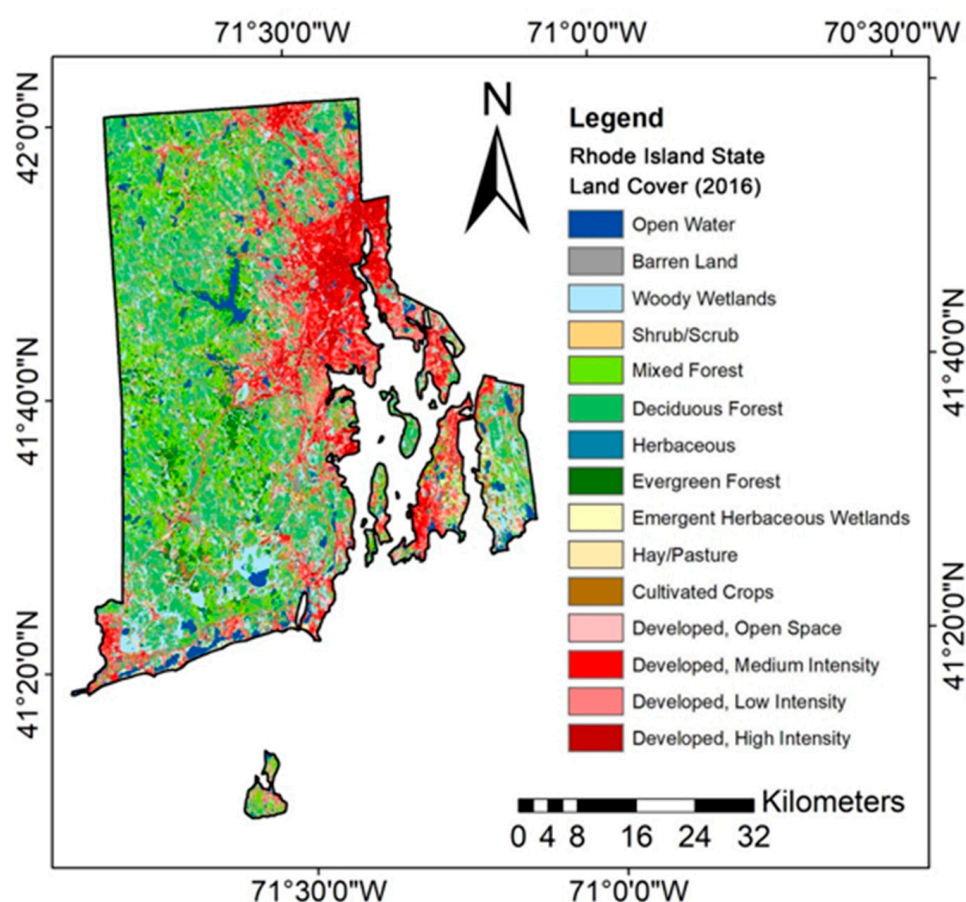 71°30'0"W 71°0'0"W 70°30'0"W
42°0'0"N
41°40'0"N
41°20'0"N
N
Legend
Rhode Island State
Land Cover (2016)
Open Water
Barren Land
Woody Wetlands
Shrub/Scrub
Mixed Forest
Deciduous Forest
Herbaceous
Evergreen Forest
Emergent Herbaceous Wetlands
Hay/Pasture
Cultivated Crops
Developed, Open Space
Developed, Medium Intensity
Developed, Low Intensity
Developed, High Intensity
Kilometers
0 4 8 16 24 32
41°40'0"N
41°20'0"N
71°30'0"W 71°0'0"W